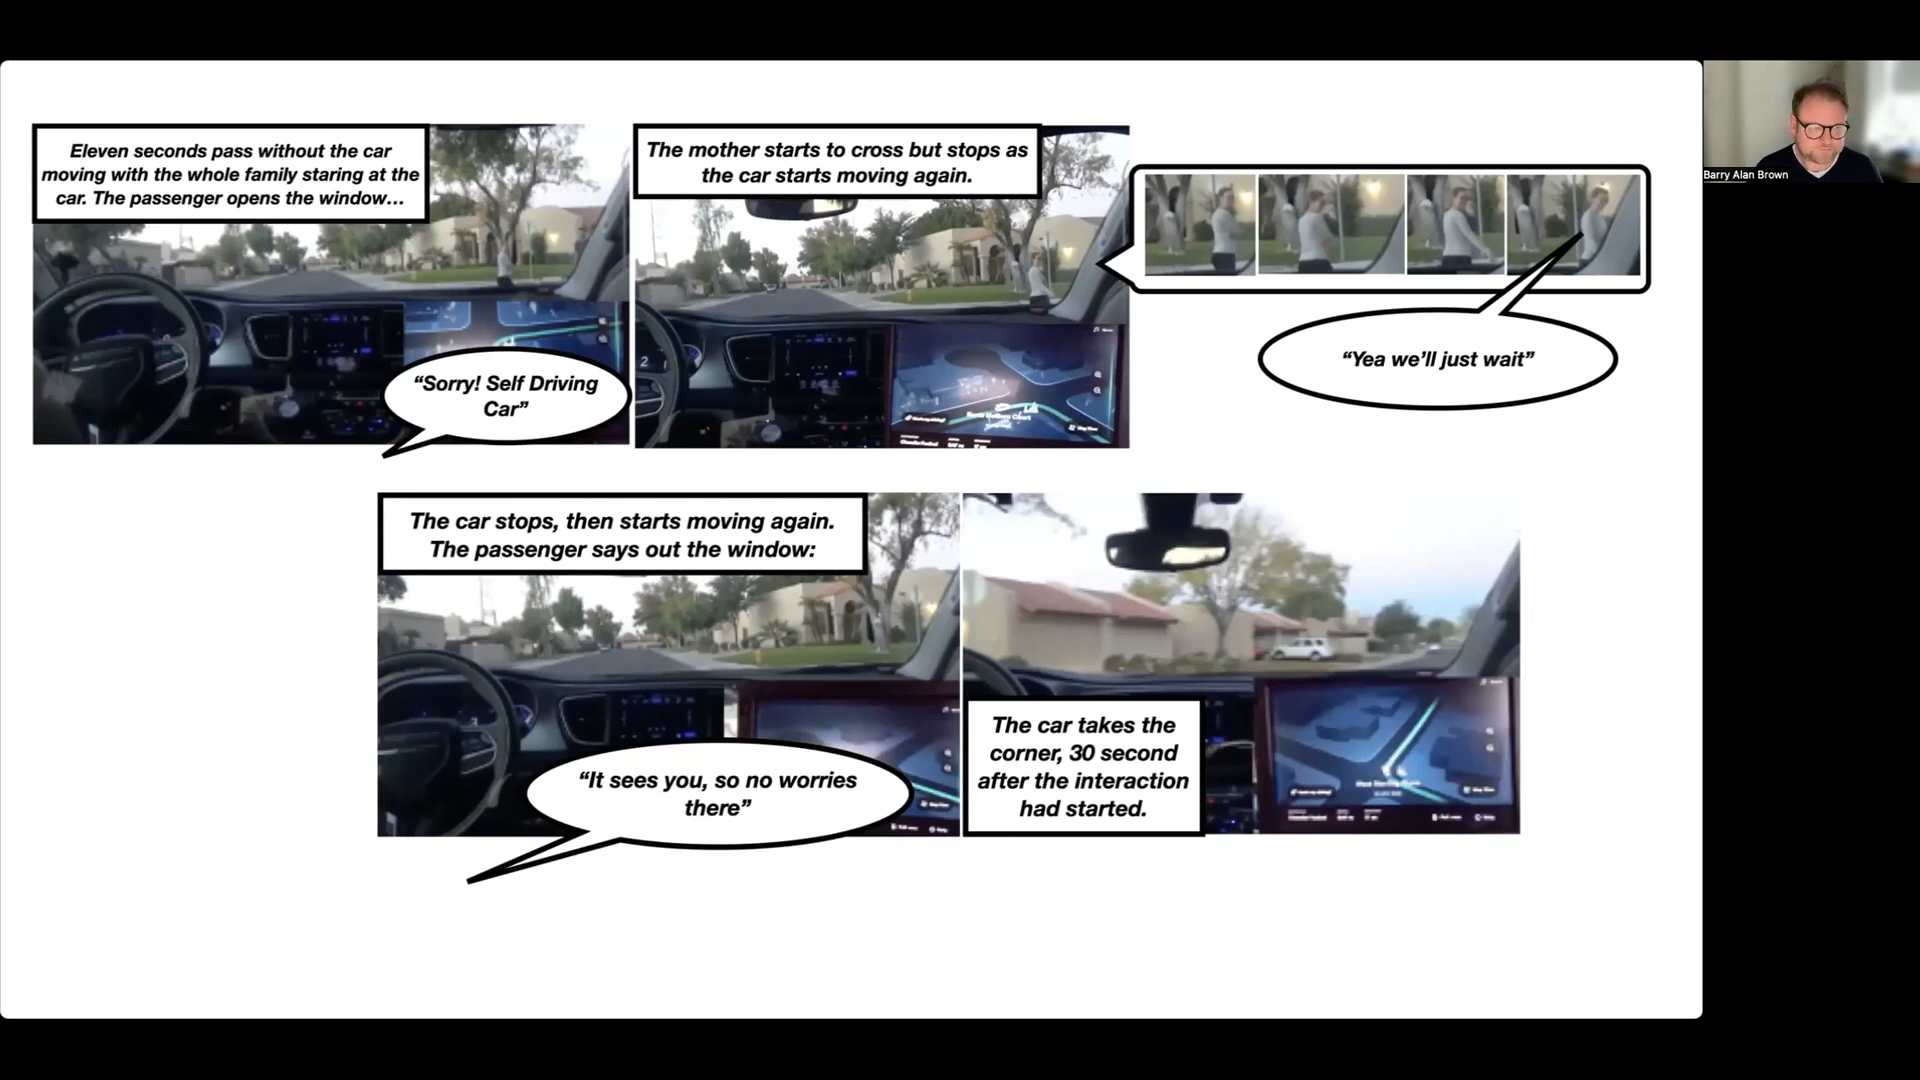 Eleven seconds pass without the car
moving with the whole family staring at the
car. The passenger opens the window...
“Sorry! Self Driving
Car”
The mother starts to cross but stops as
the car starts moving again.
2
“Yea we’ll just wait”
The car stops, then starts moving again.
The passenger says out the window:
3
“It sees you, so no worries
there”
The car takes the
corner, 30 second
after the interaction
had started.
Barry Alan Brown